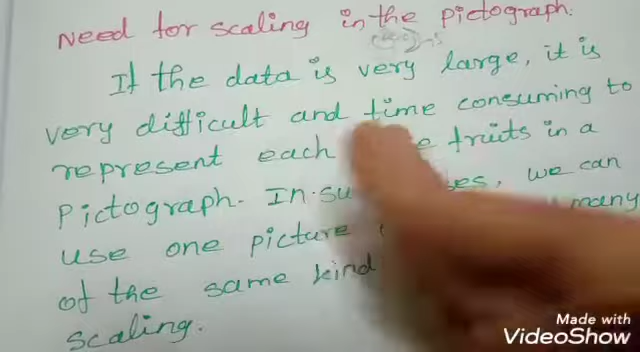 Need for scaling in the pictograph.
If the data is very large, it is
very difficult and time consuming to
represent each fruits in a
Pictograph. In we can
use one picture many
of the same kind
scaling.
Made with
VideoShow